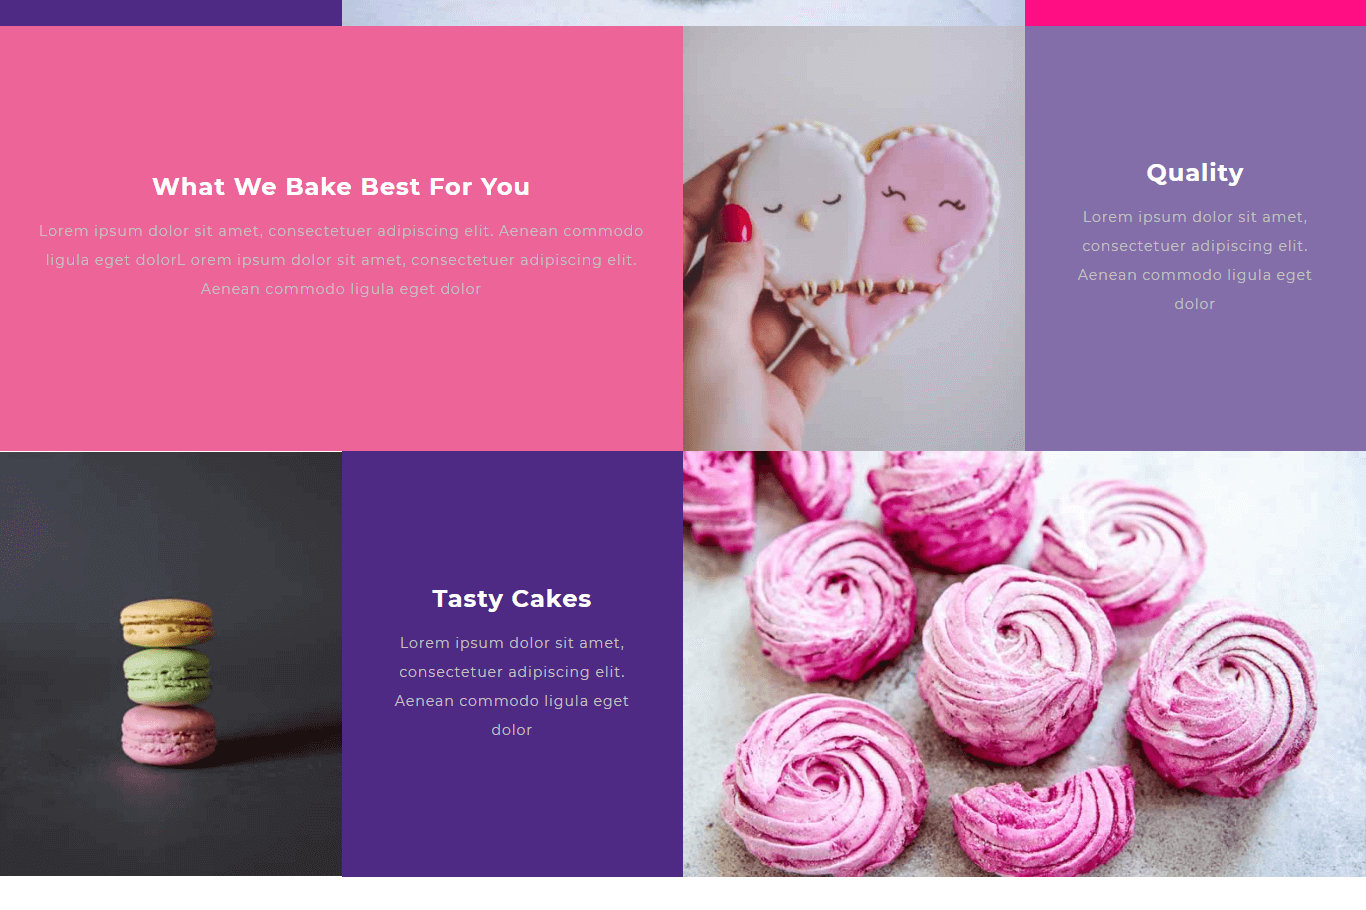 What We Bake Best For You
Lorem ipsum dolor sit amet, consectetuer adipiscing elit. Aenean commodo
ligula eget dolorL orem ipsum dolor sit amet, consectetuer adipiscing elit.
Aenean commodo ligula eget dolor
Quality
Lorem ipsum dolor sit amet,
consectetuer adipiscing elit.
Aenean commodo ligula eget
dolor
Tasty Cakes
Lorem ipsum dolor sit amet,
consectetuer adipiscing elit.
Aenean commodo ligula eget
dolor